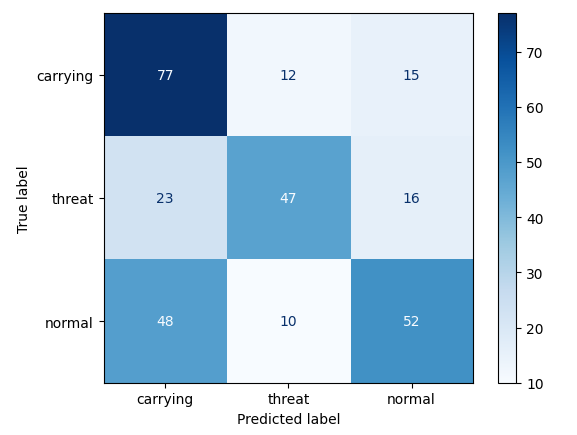 carrying 77 12 15
threat 23 47 16
normal 48 10 52
carrying threat normal
Predicted label
True label
70
60
50
40
30
20
10